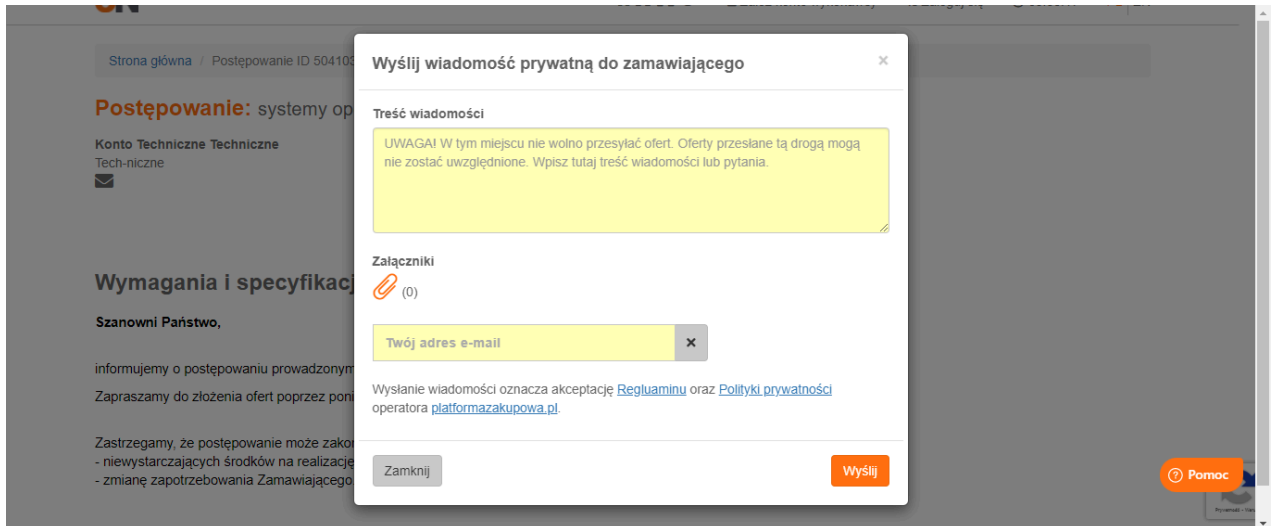 Strona główna / Postępowanie ID 504103
Postępowanie: systemy op
Konto Techniczne Techniczne
Tech-niczne
Wymagania i specyfikacj
Szanowni Państwo,
informujemy o postępowaniu prowadzonym
Zapraszamy do złożenia ofert poprzez poni
Zastrzegamy, że postępowanie może zakoń
- niewystarczających środków na realizację
- zmianę zapotrzebowania Zamawiającego
Wyślij wiadomość prywatną do zamawiającego ×
Treść wiadomości
UWAGA! W tym miejscu nie wolno przesyłać ofert. Oferty przesłane tą drogą mogą
nie zostać uwzględnione. Wpisz tutaj treść wiadomości lub pytania.
Załączniki
(0)
Twój adres e-mail ×
Wysłanie wiadomości oznacza akceptację Regluaminu oraz Polityki prywatności
operatora platformazakupowa.pl.
Zamknij
Wyślij
Pomoc